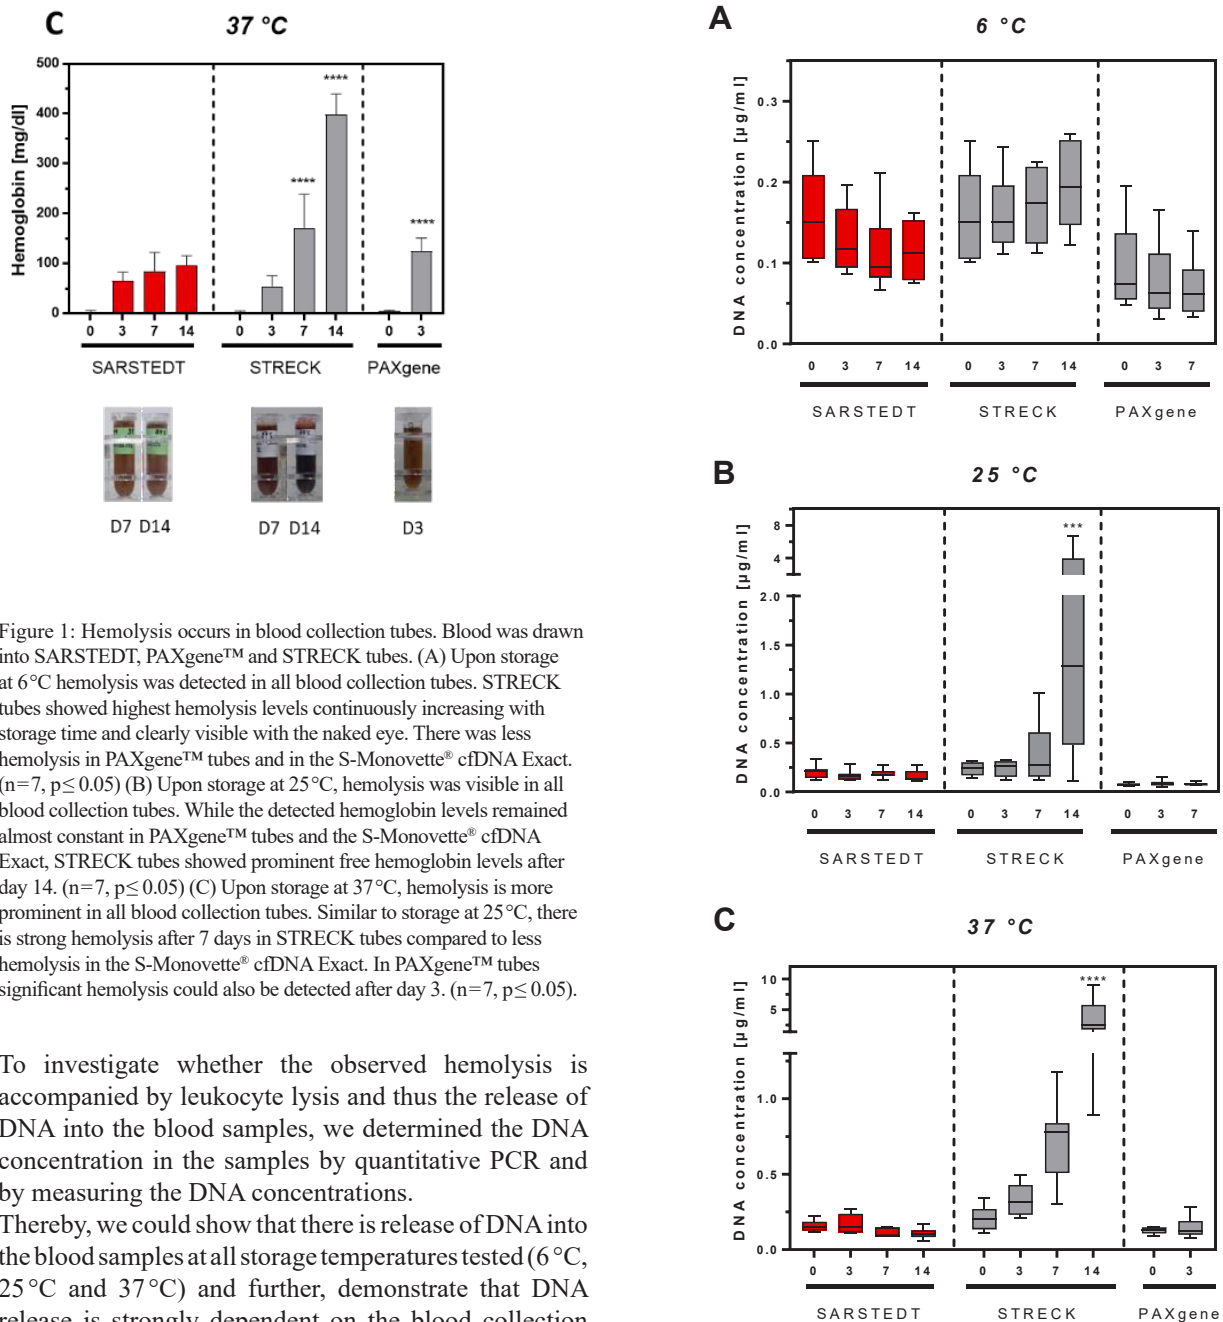 C
37 °C
Hemoglobin [mg/dl]
500
400
300
200
100
0
****
****
****
0 3 7 14 0 3 7 14 0 3
SARSTEDT STRECK PAXgene
D7 D14 D7 D14 D3
Figure 1: Hemolysis occurs in blood collection tubes. Blood was drawn
into SARSTEDT, PAXgene™ and STRECK tubes. (A) Upon storage
at 6°C hemolysis was detected in all blood collection tubes. STRECK
tubes showed highest hemolysis levels continuously increasing with
storage time and clearly visible with the naked eye. There was less
hemolysis in PAXgene™ tubes and in the S-Monovette® cfDNA Exact.
(n=7, p≤ 0.05) (B) Upon storage at 25°C, hemolysis was visible in all
blood collection tubes. While the detected hemoglobin levels remained
almost constant in PAXgene™ tubes and the S-Monovette® cfDNA
Exact, STRECK tubes showed prominent free hemoglobin levels after
day 14. (n=7, p≤ 0.05) (C) Upon storage at 37°C, hemolysis is more
prominent in all blood collection tubes. Similar to storage at 25°C, there
is strong hemolysis after 7 days in STRECK tubes compared to less
hemolysis in the S-Monovette® cfDNA Exact. In PAXgene™ tubes
significant hemolysis could also be detected after day 3. (n=7, p≤ 0.05).
To investigate whether the observed hemolysis is
accompanied by leukocyte lysis and thus the release of
DNA into the blood samples, we determined the DNA
concentration in the samples by quantitative PCR and
by measuring the DNA concentrations.
Thereby, we could show that there is release of DNA into
the blood samples at all storage temperatures tested (6°C,
25°C and 37°C) and further, demonstrate that DNA
release is strongly dependent on the blood collection
A
6 °C
DNA concentration [µg/ml]
0.3
0.2
0.1
0.0
0 3 7 14 0 3 7 14 0 3 7
SARSTEDT STRECK PAXgene
B
25 °C
DNA concentration [µg/ml]
8
4
2.0
1.5
1.0
0.5
0.0
***
0 3 7 14 0 3 7 14 0 3 7
SARSTEDT STRECK PAXgene
C
37 °C
DNA concentration [µg/ml]
10
5
1.0
0.5
0.0
****
0 3 7 14 0 3 7 14 0 3
SARSTEDT STRECK PAXgene